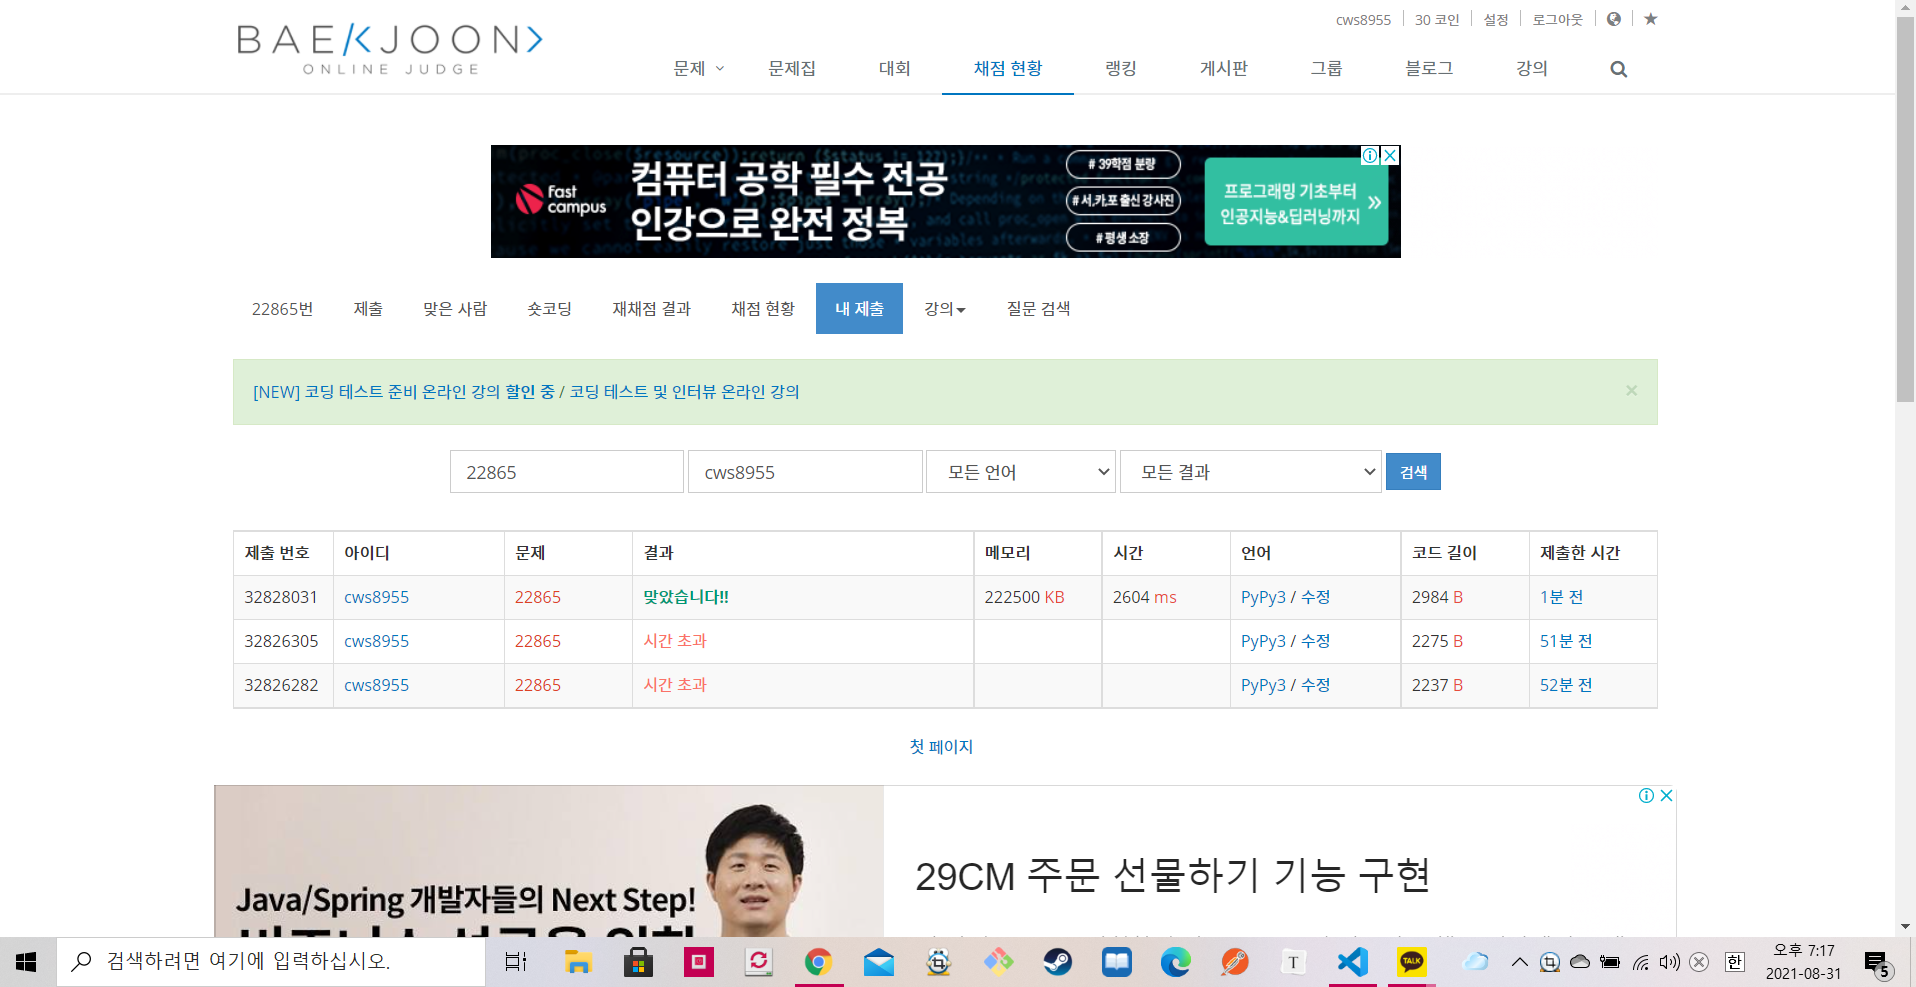 cws8955 30 코인 설정 로그아웃
BAEKJOON
ONLINE JUDGE
문제 문제집 대회 채점 현황 랭킹 게시판 그룹 블로그 강의
Fast campus
컴퓨터 공학 필수 전공
인강으로 완전 정복
# 39학점 분량
# 서,카,포 출신 강사진
# 평생 소장
프로그래밍 기초부터
인공지능&딥러닝까지 »
22865번 제출 맞은 사람 숏코딩 재채점 결과 채점 현황 내 제출 강의 질문 검색
[NEW] 코딩 테스트 준비 온라인 강의 할인 중 / 코딩 테스트 및 인터뷰 온라인 강의 ×
22865 cws8955 모든 언어 모든 결과 검색
제출 번호 아이디 문제 결과 메모리 시간 언어 코드 길이 제출한 시간
32828031 cws8955 22865 맞았습니다!! 222500 KB 2604 ms PyPy3 / 수정 2984 B 1분 전
32826305 cws8955 22865 시간 초과 PyPy3 / 수정 2275 B 51분 전
32826282 cws8955 22865 시간 초과 PyPy3 / 수정 2237 B 52분 전
첫 페이지
Java/Spring 개발자들의 Next Step!
29CM 주문 선물하기 기능 구현
검색하려면 여기에 입력하십시오.
T
TALK
한
오후 7:17
2021-08-31
5